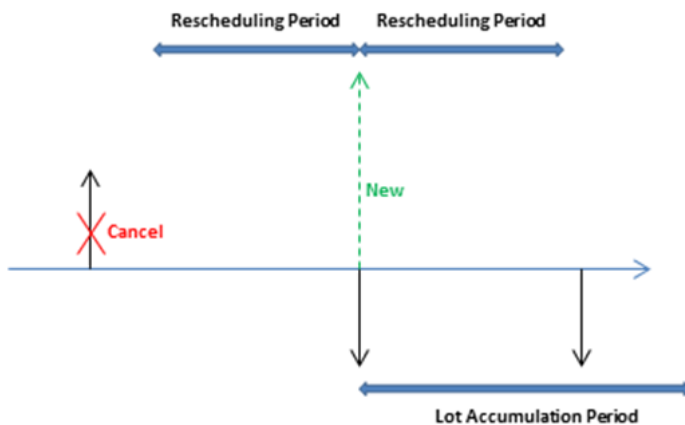 Rescheduling Period
Rescheduling Period
New
Cancel
Lot Accumulation Period